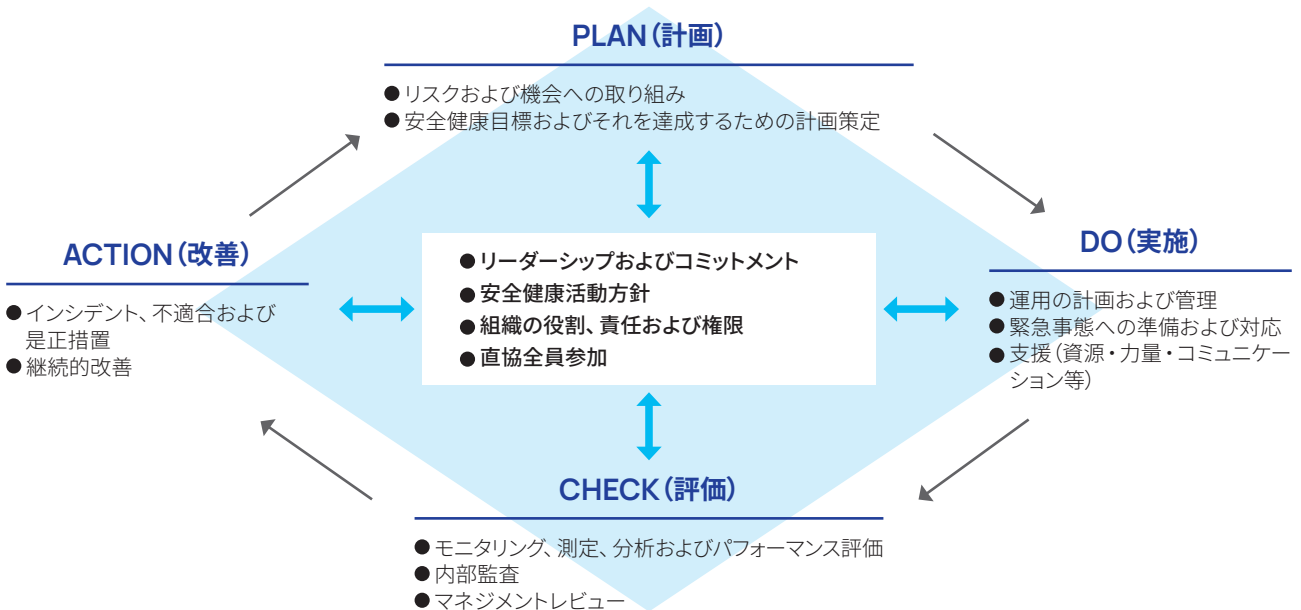 PLAN（計画）
●リスクおよび機会への取り組み
●安全健康目標およびそれを達成するための計画策定
ACTION（改善）
●インシデント、不適合および
是正措置
●継続的改善
●リーダーシップおよびコミットメント
●安全健康活動方針
●組織の役割、責任および権限
●直協全員参加
DO（実施）
●運用の計画および管理
●緊急事態への準備および対応
●支援（資源・力量・コミュニケー
ション等）
CHECK（評価）
●モニタリング、測定、分析およびパフォーマンス評価
●内部監査
●マネジメントレビュー